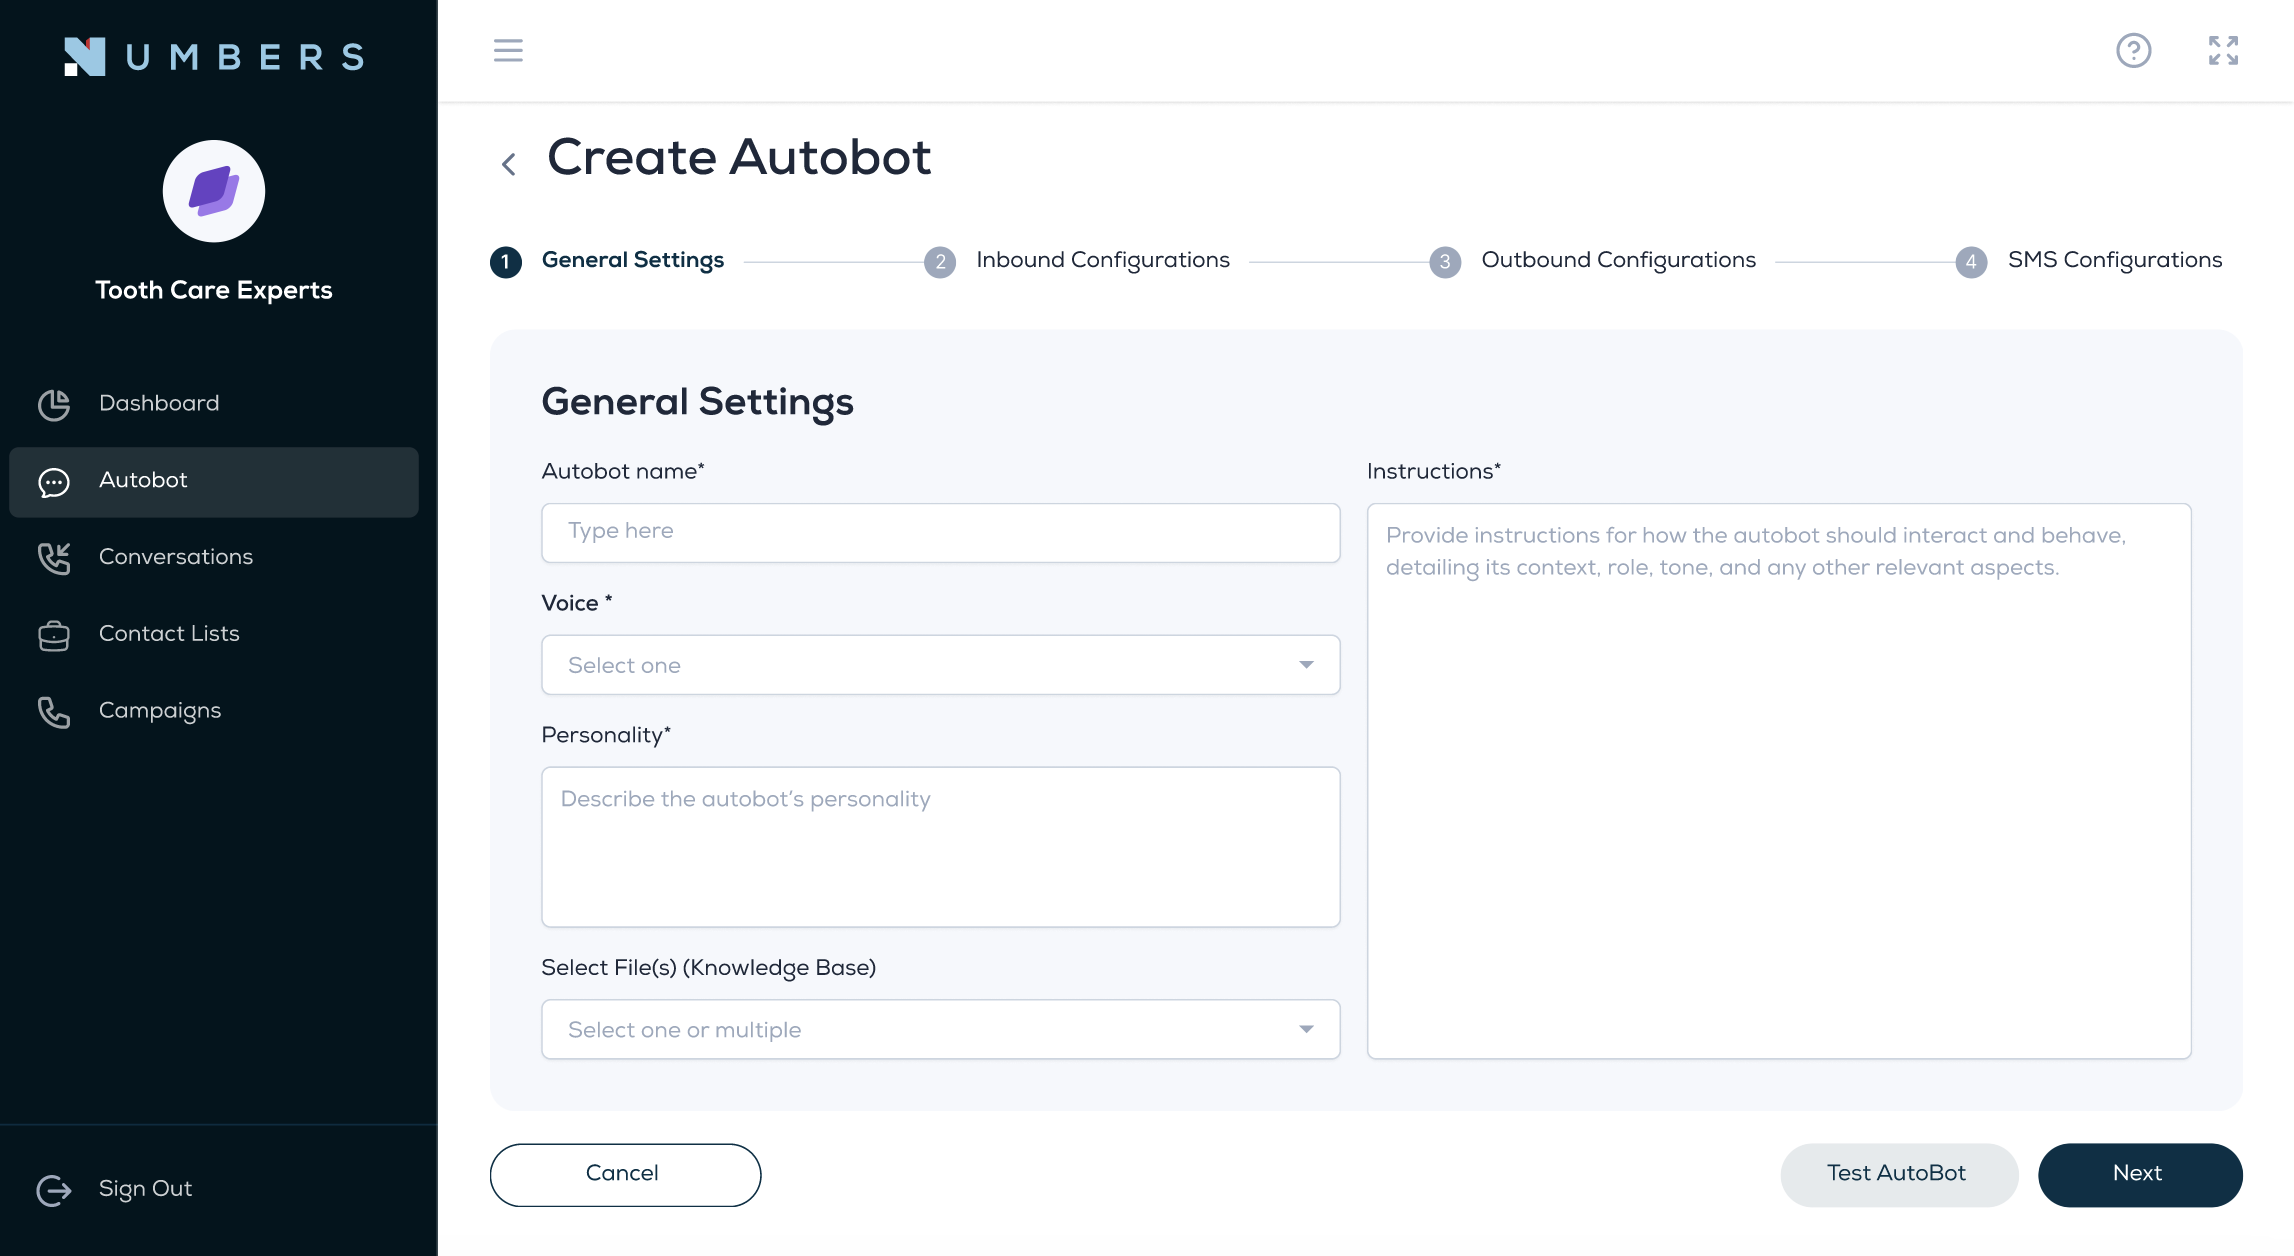 NUMBERS
Tooth Care Experts
Dashboard
Autobot
Conversations
Contact Lists
Campaigns
Sign Out
Create Autobot
1 General Settings
2 Inbound Configurations
3 Outbound Configurations
4 SMS Configurations
General Settings
Autobot name*
Type here
Voice *
Select one
Personality*
Describe the autobot’s personality
Select File(s) (Knowledge Base)
Select one or multiple
Instructions*
Provide instructions for how the autobot should interact and behave,
detailing its context, role, tone, and any other relevant aspects.
Cancel
Test AutoBot
Next